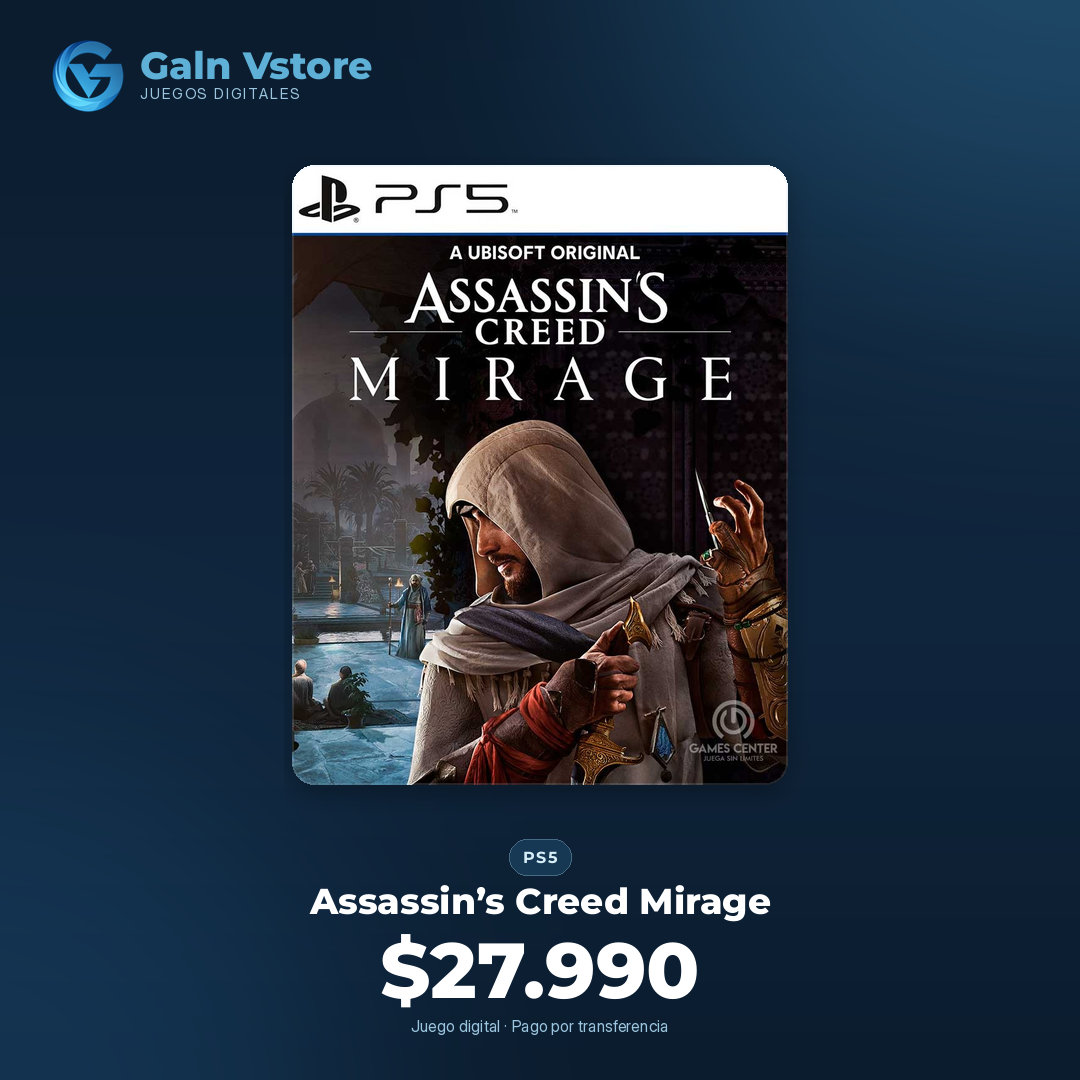 Galn Vstore
JUEGOS DIGITALES
PS5
A UBISOFT ORIGINAL
ASSASSIN'S
CREED
MIRAGE
GAMES CENTER
JUEGA SIN LIMITES
PS5
Assassin’s Creed Mirage
$27.990
Juego digital · Pago por transferencia